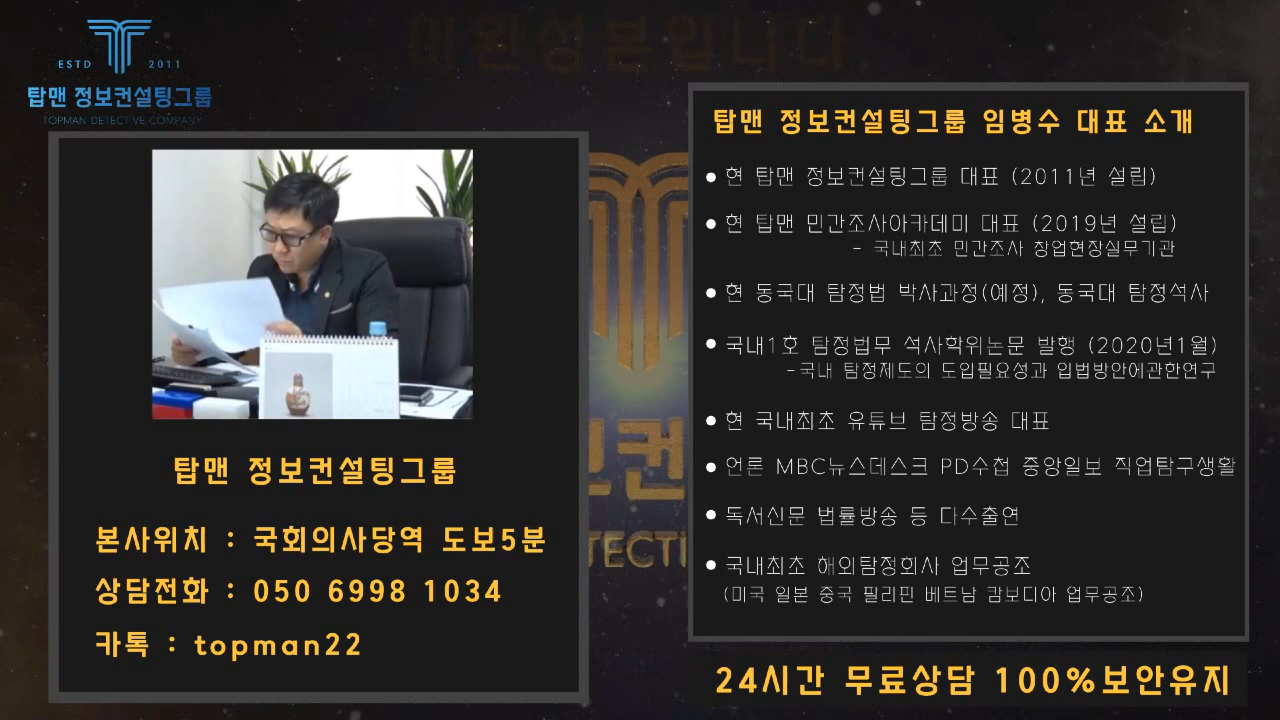 미완성본입니다
ESTD 2011
탑맨 정보컨설팅그룹
TOPMAN DETECTIVE COMPANY
탑맨 정보컨설팅그룹
본사위치 : 국회의사당역 도보5분
상담전화 : 050 6998 1034
카톡 : topman22
탑맨 정보컨설팅그룹 임병수 대표 소개
● 현 탑맨 정보컨설팅그룹 대표 (2011년 설립)
● 현 탑맨 민간조사아카데미 대표 (2019년 설립)
- 국내최초 민간조사 창업현장실무기관
● 현 동국대 탐정법 박사과정(예정), 동국대 탐정석사
● 국내1호 탐정법무 석사학위논문 발행 (2020년1월)
-국내 탐정제도의 도입필요성과 입법방안에관한연구
● 현 국내최초 유튜브 탐정방송 대표
● 언론 MBC뉴스데스크 PD수첩 중앙일보 직업탐구생활
● 독서신문 법률방송 등 다수출연
● 국내최초 해외탐정회사 업무공조
(미국 일본 중국 필리핀 베트남 캄보디아 업무공조)
24시간 무료상담 100%보안유지